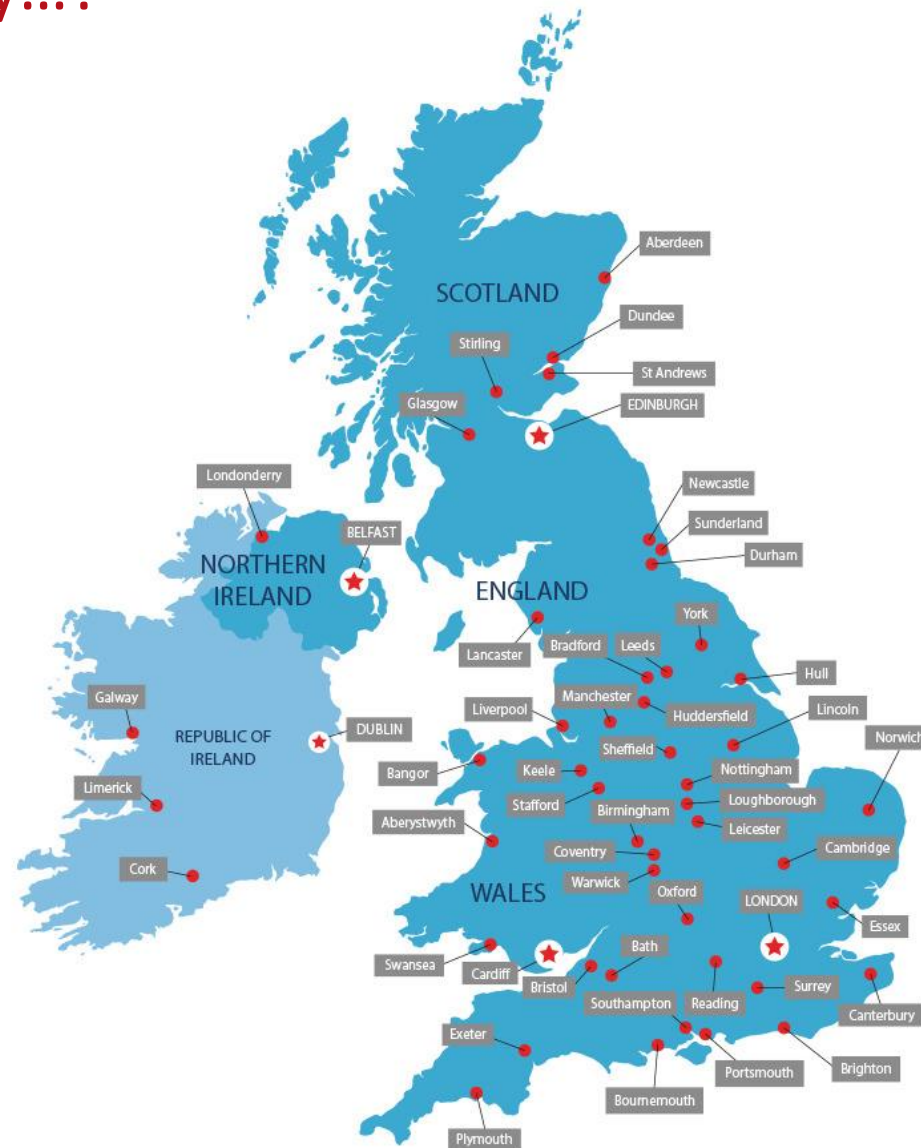 y....
Aberdeen
SCOTLAND
Dundee
Stirling
St Andrews
Glasgow
EDINBURGH
Londonderry
Newcastle
Sunderland
BELFAST
Durham
NORTHERN
IRELAND
ENGLAND
York
Lancaster
Bradford
Leeds
Hull
Galway
Manchester
Liverpool
Huddersfield
Lincoln
DUBLIN
REPUBLIC OF
IRELAND
Sheffield
Norwich
Bangor
Keele
Nottingham
Limerick
Stafford
Loughborough
Birmingham
Aberystwyth
Leicester
Coventry
Cambridge
Cork
Warwick
WALES
Oxford
LONDON
Essex
Swansea
Cardiff
Bath
Bristol
Surrey
Southampton
Reading
Canterbury
Exeter
Portsmouth
Brighton
Bournemouth
Plymouth